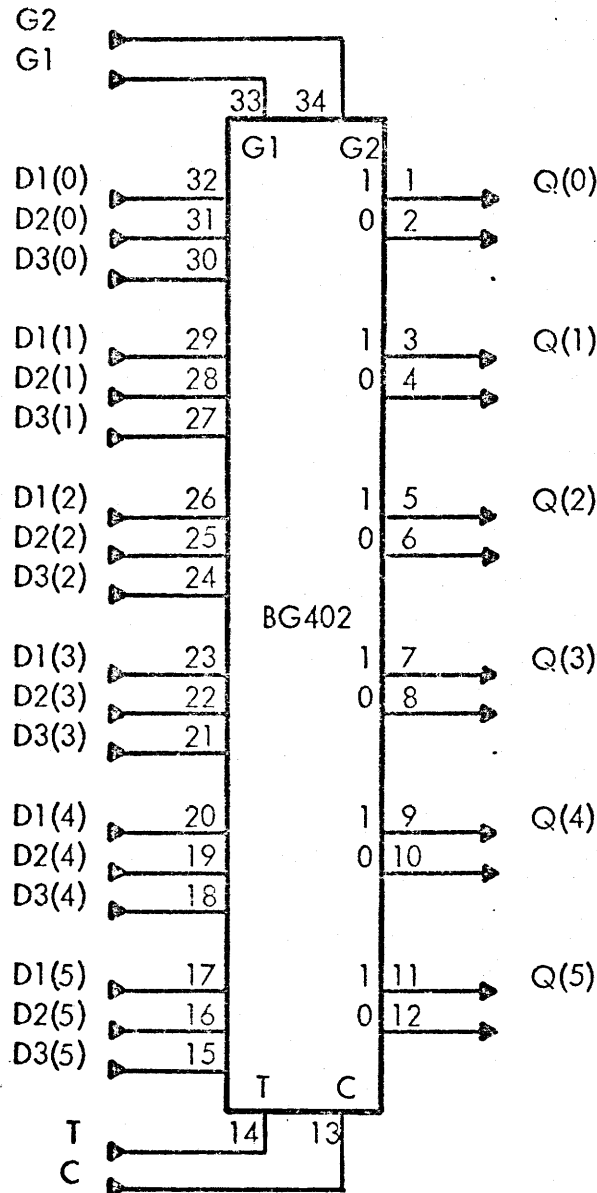 G2
G1
33 34
G1 G2
D1(0) 32 1 1 Q(0)
D2(0) 31 0 2
D3(0) 30
D1(1) 29 1 3 Q(1)
D2(1) 28 0 4
D3(1) 27
D1(2) 26 1 5 Q(2)
D2(2) 25 0 6
D3(2) 24
BG402
D1(3) 23 1 7 Q(3)
D2(3) 22 0 8
D3(3) 21
D1(4) 20 1 9 Q(4)
D2(4) 19 0 10
D3(4) 18
D1(5) 17 1 11 Q(5)
D2(5) 16 0 12
D3(5) 15
T C
T 14 13
C